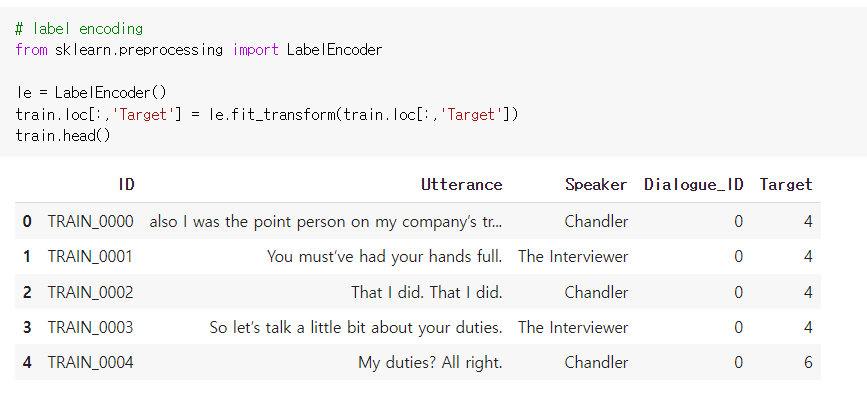 # label encoding
from sklearn.preprocessing import LabelEncoder
le = LabelEncoder()
train.loc[:,'Target'] = le.fit_transform(train.loc[:,'Target'])
train.head()
ID Utterance Speaker Dialogue_ID Target
0 TRAIN_0000 also I was the point person on my company’s tr... Chandler 0 4
1 TRAIN_0001 You must’ve had your hands full. The Interviewer 0 4
2 TRAIN_0002 That I did. That I did. Chandler 0 4
3 TRAIN_0003 So let’s talk a little bit about your duties. The Interviewer 0 4
4 TRAIN_0004 My duties? All right. Chandler 0 6